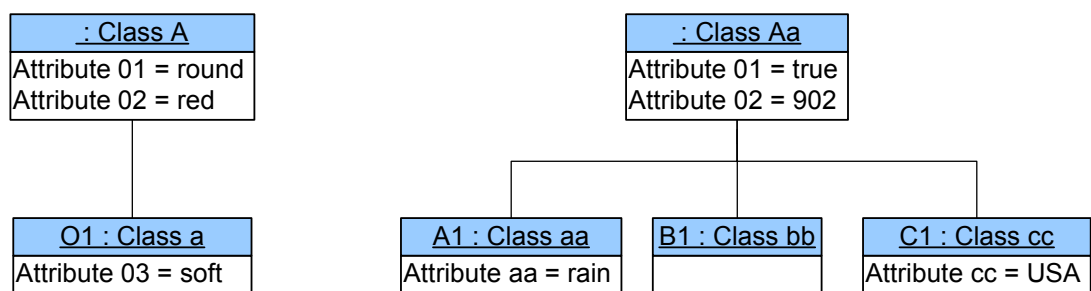 : Class A
Attribute 01 = round
Attribute 02 = red
: Class Aa
Attribute 01 = true
Attribute 02 = 902
O1 : Class a
Attribute 03 = soft
A1 : Class aa
Attribute aa = rain
B1 : Class bb
C1 : Class cc
Attribute cc = USA